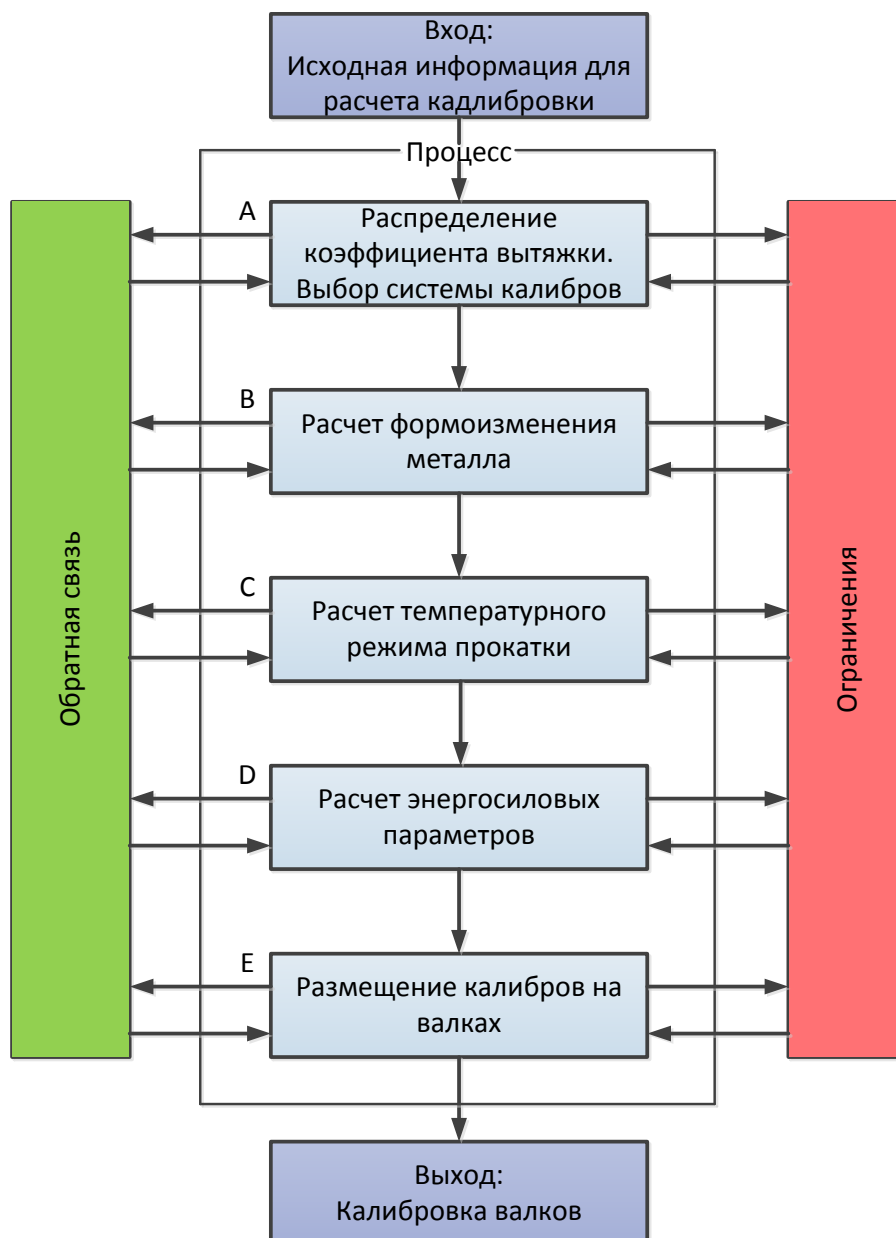 Вход:
Исходная информация для
расчета кадлибровки
Процесс
A
Распределение
коэффициента вытяжки.
Выбор системы калибров
B
Расчет формоизменения
металла
C
Расчет температурного
режима прокатки
D
Расчет энергосиловых
параметров
E
Размещение калибров на
валках
Обратная связь
Ограничения
Выход:
Калибровка валков